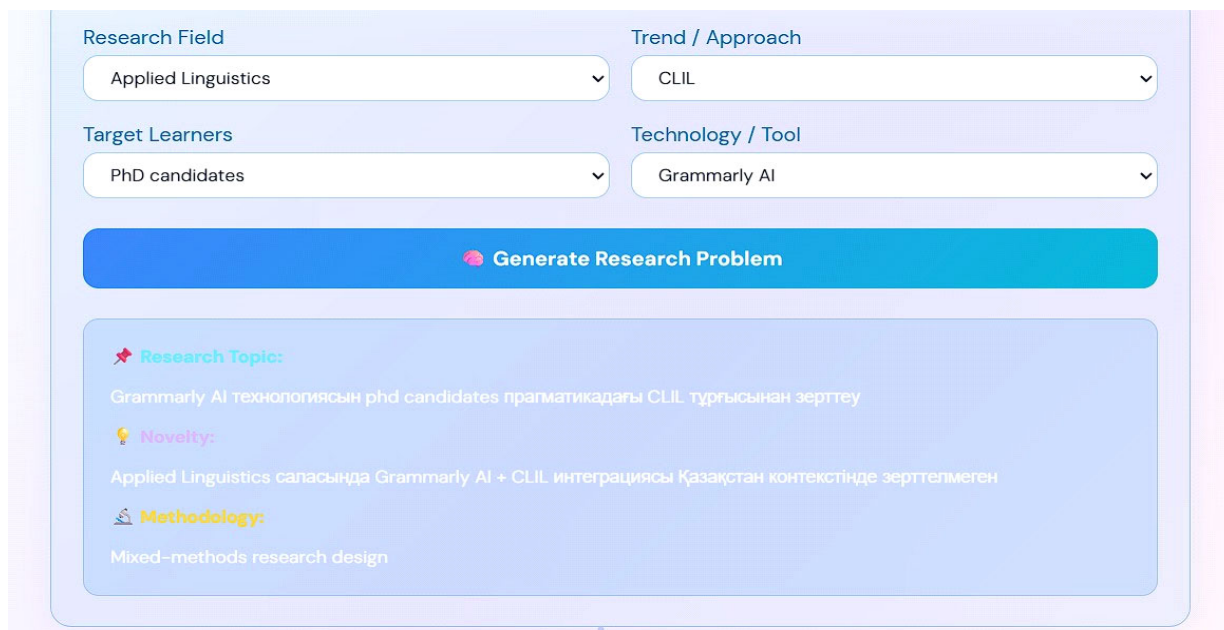 Research Field
Trend / Approach
Applied Linguistics
CLIL
Target Learners
Technology / Tool
PhD candidates
Grammarly AI
Generate Research Problem
Research Topic:
Grammarly AI технологиясын phd candidates прагматикадағы CLIL тұрғысынан зерттеу
Novelty:
Applied Linguistics саласында Grammarly AI + CLIL интеграциясы Қазақстан контекстінде зерттелмеген
Methodology:
Mixed-methods research design